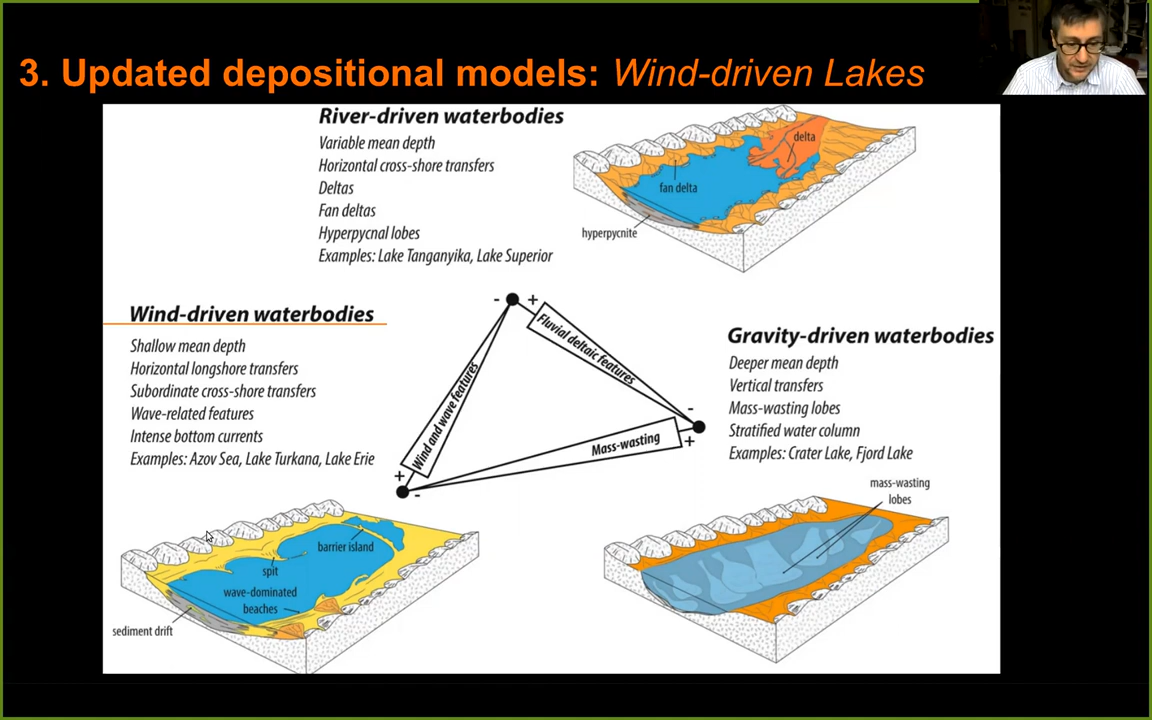 3. Updated depositional models: Wind-driven Lakes
River-driven waterbodies
Variable mean depth
Horizontal cross-shore transfers
Deltas
Fan deltas
Hyperpycnal lobes
Examples: Lake Tanganyika, Lake Superior
delta
fan delta
hyperpycnite
Wind-driven waterbodies
Shallow mean depth
Horizontal longshore transfers
Subordinate cross-shore transfers
Wave-related features
Intense bottom currents
Examples: Azov Sea, Lake Turkana, Lake Erie
- +
Fluvial deltaic features
Wind and wave features
Mass-wasting
-
+
+
-
Gravity-driven waterbodies
Deeper mean depth
Vertical transfers
Mass-wasting lobes
Stratified water column
Examples: Crater Lake, Fjord Lake
barrier island
spit
wave-dominated
beaches
sediment drift
mass-wasting
lobes